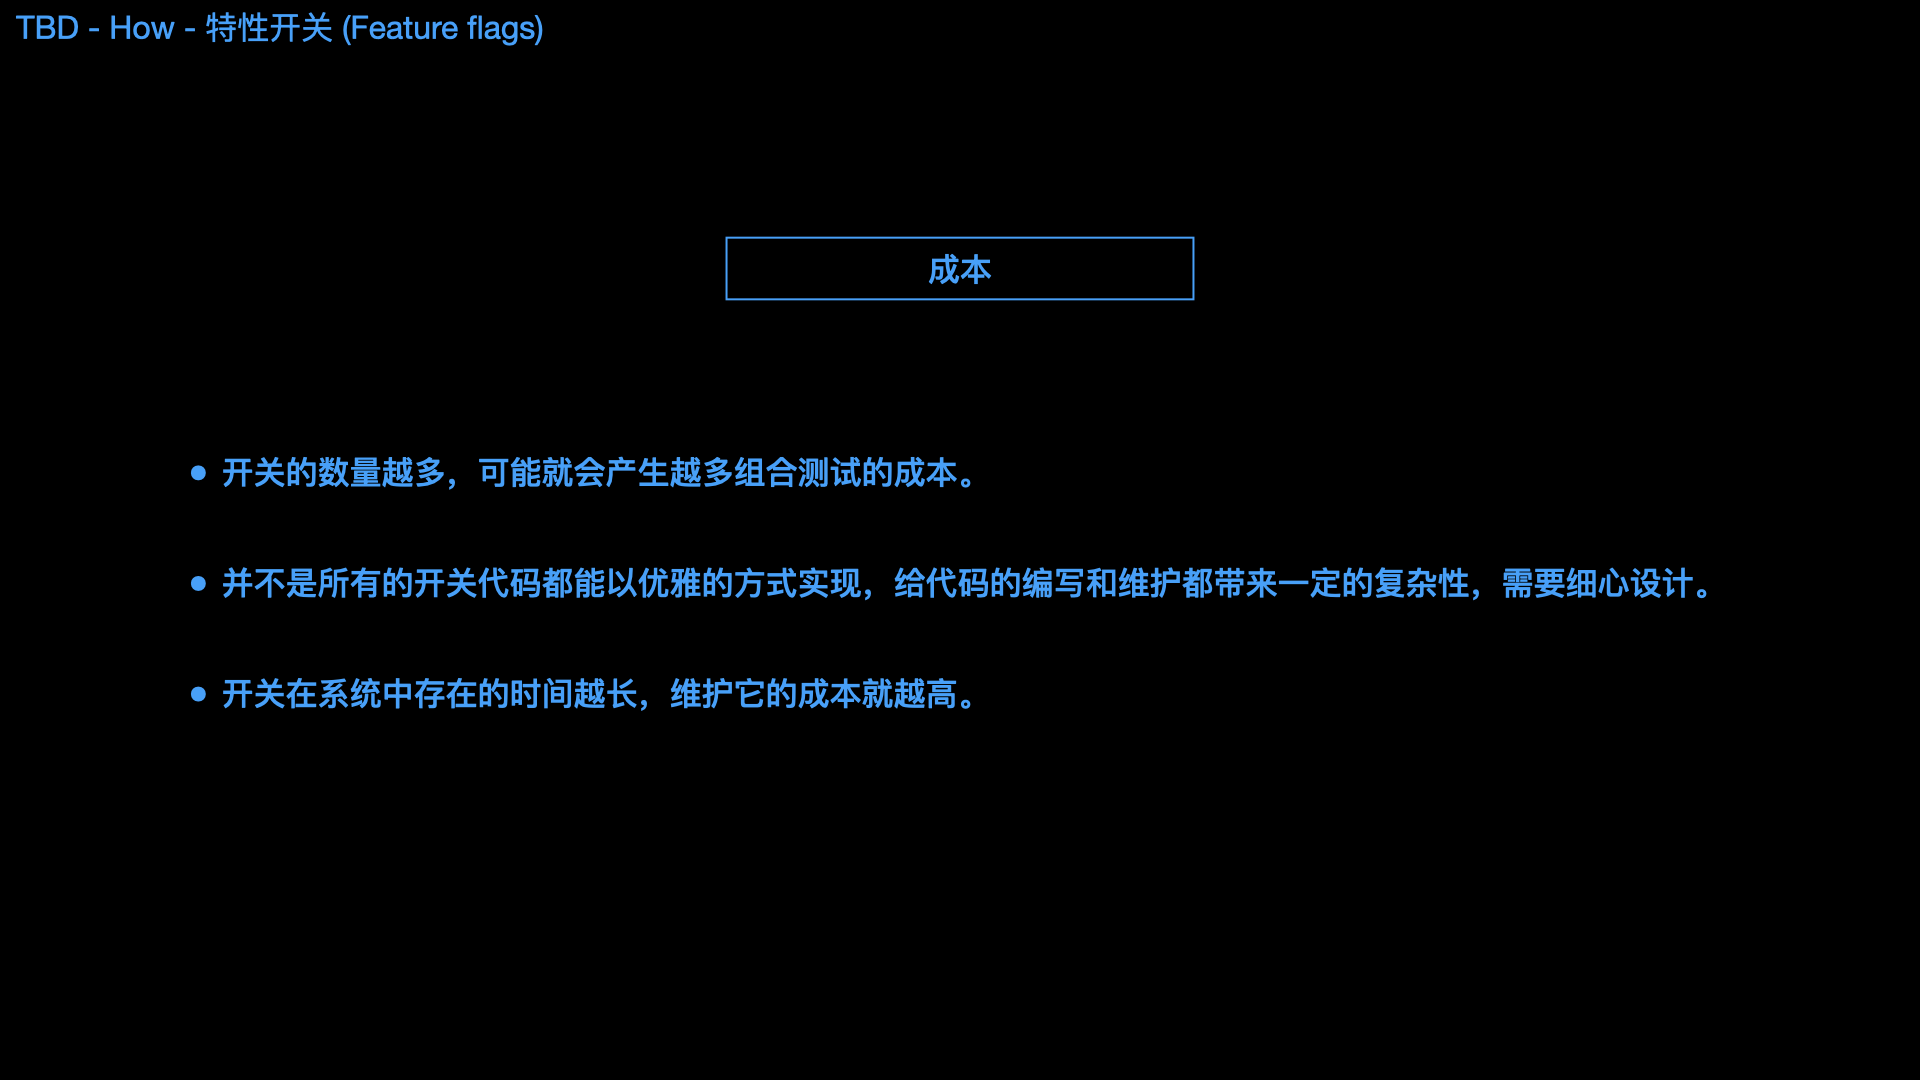 TBD - How - 特性开关 (Feature flags)
成本
● 开关的数量越多，可能就会产生越多组合测试的成本。
● 并不是所有的开关代码都能以优雅的方式实现，给代码的编写和维护都带来一定的复杂性，需要细心设计。
● 开关在系统中存在的时间越长，维护它的成本就越高。